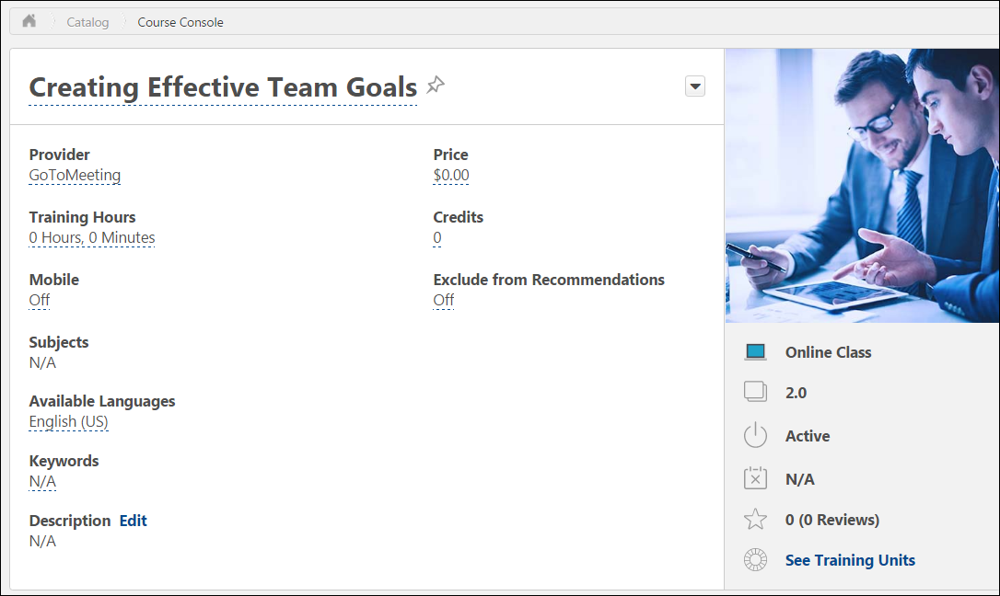 Catalog
Course Console
Creating Effective Team Goals
Provider
GoToMeeting
Price
$0.00
Training Hours
0 Hours, 0 Minutes
Credits
0
Mobile
Off
Exclude from Recommendations
Off
Subjects
N/A
Available Languages
English (US)
Keywords
N/A
Description Edit
N/A
Online Class
2.0
Active
N/A
0 (0 Reviews)
See Training Units